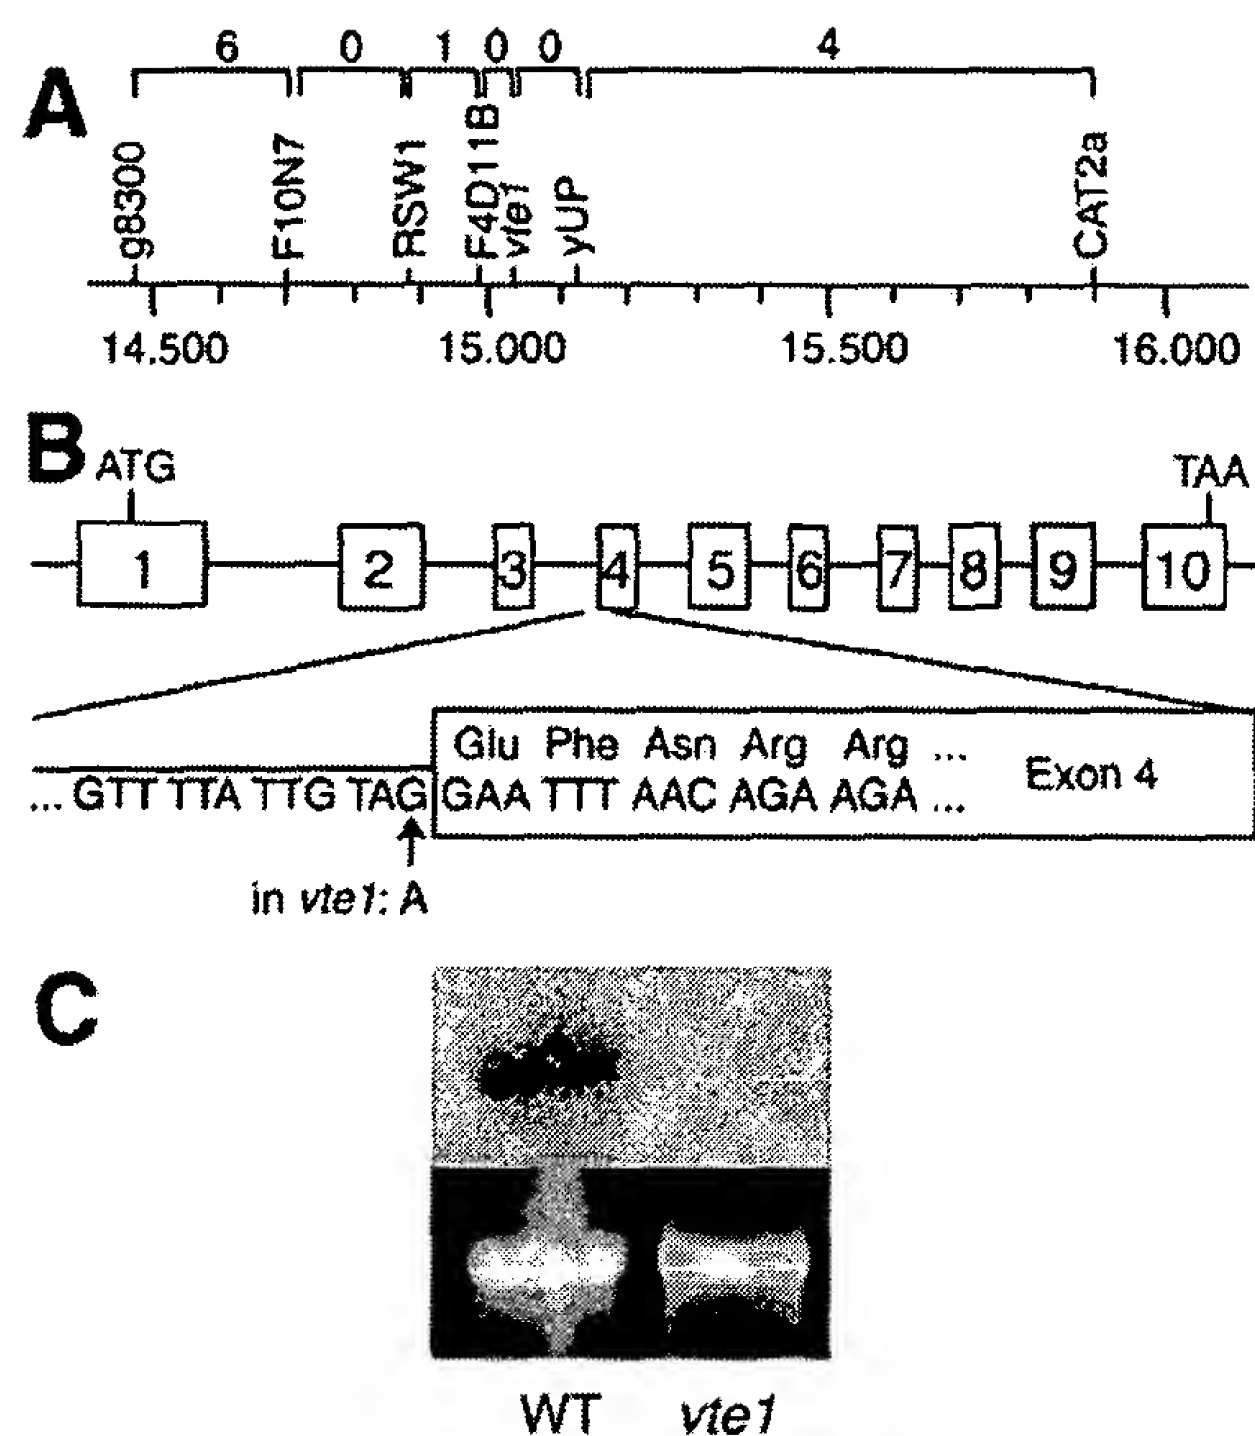 A
6 0 1 0 0 4
g8300 F10N7 RSW1 F4D11B vte1 yUP CAT2a
14.500 15.000 15.500 16.000
B
ATG TAA
1 2 3 4 5 6 7 8 9 10
Glu Phe Asn Arg Arg ...
Exon 4
... GTT TTA TTG TAG GAA TTT AAC AGA AGA ...
in vte1: A
C
WT vte1